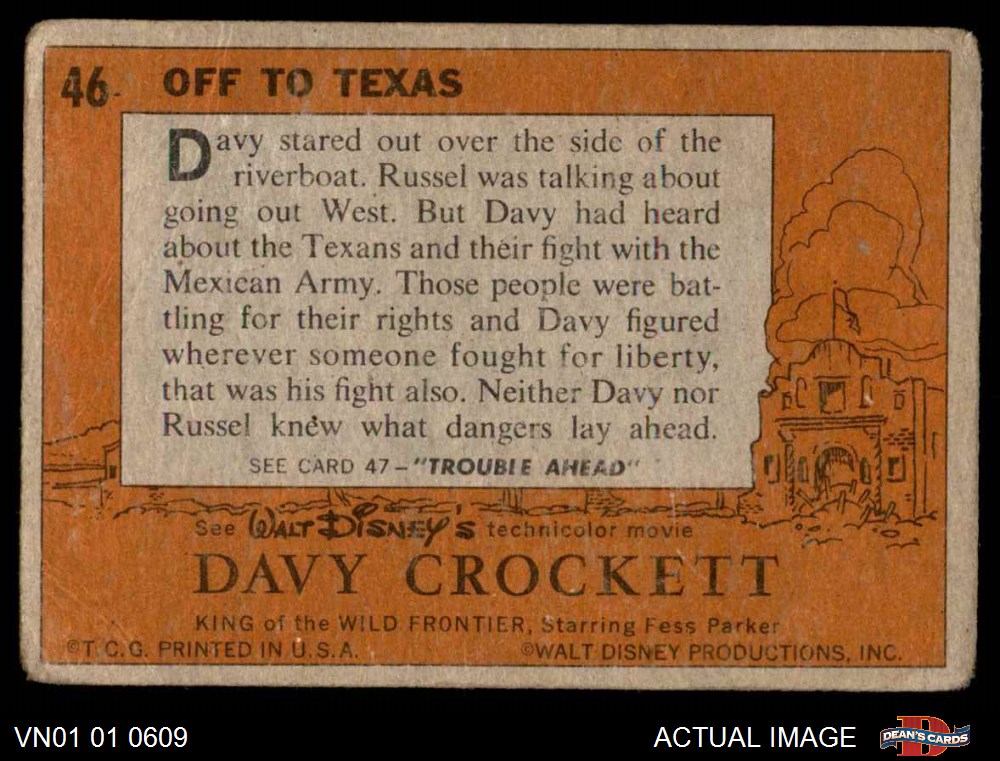 46 OFF TO TEXAS
Davy stared out over the side of the
riverboat. Russel was talking about
going out West. But Davy had heard
about the Texans and their fight with the
Mexican Army. Those people were bat-
tling for their rights and Davy figured
wherever someone fought for liberty,
that was his fight also. Neither Davy nor
Russel knew what dangers lay ahead.
SEE CARD 47-"TROUBLE AHEAD"
See WALT DISNEY'S technicolor movie
DAVY CROCKETT
KING of the WILD FRONTIER, Starring Fess Parker
©T.C.G. PRINTED IN U.S.A. ©WALT DISNEY PRODUCTIONS, INC.
VN01 01 0609 ACTUAL IMAGE DEAN'S CARDS